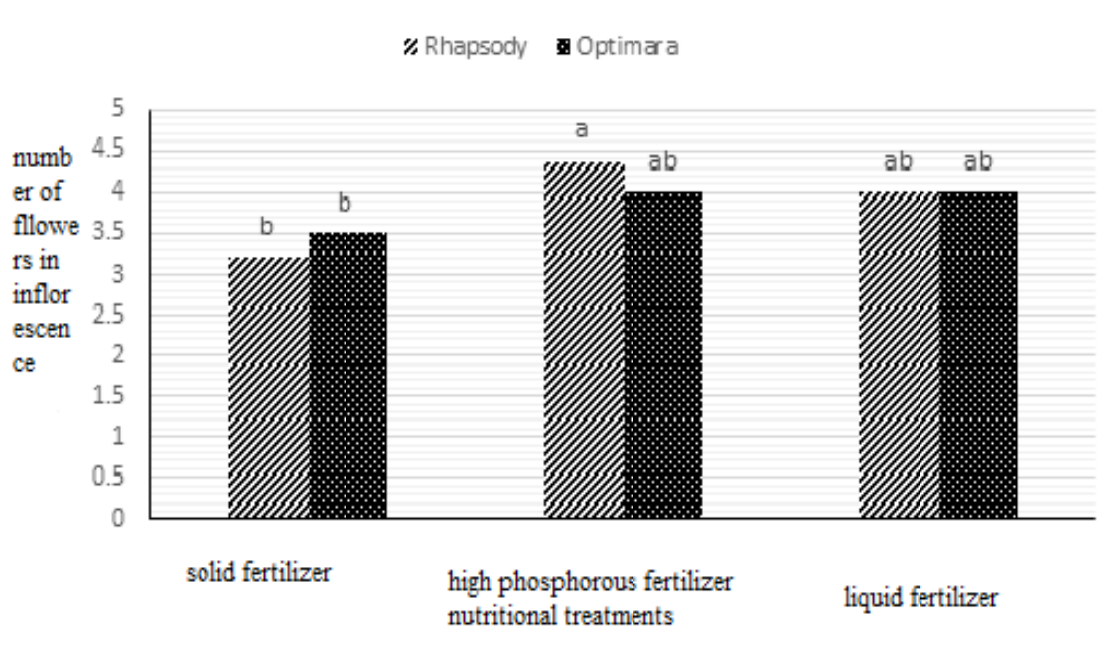 Rhapsody Optimara
numb
er of
fllowe
rs in
inflor
escen
ce
5
4.5
4
3.5
3
2.5
2
1.5
1
0.5
0
b
b
a
ab
ab
ab
solid fertilizer
high phosphorous fertilizer
nutritional treatments
liquid fertilizer